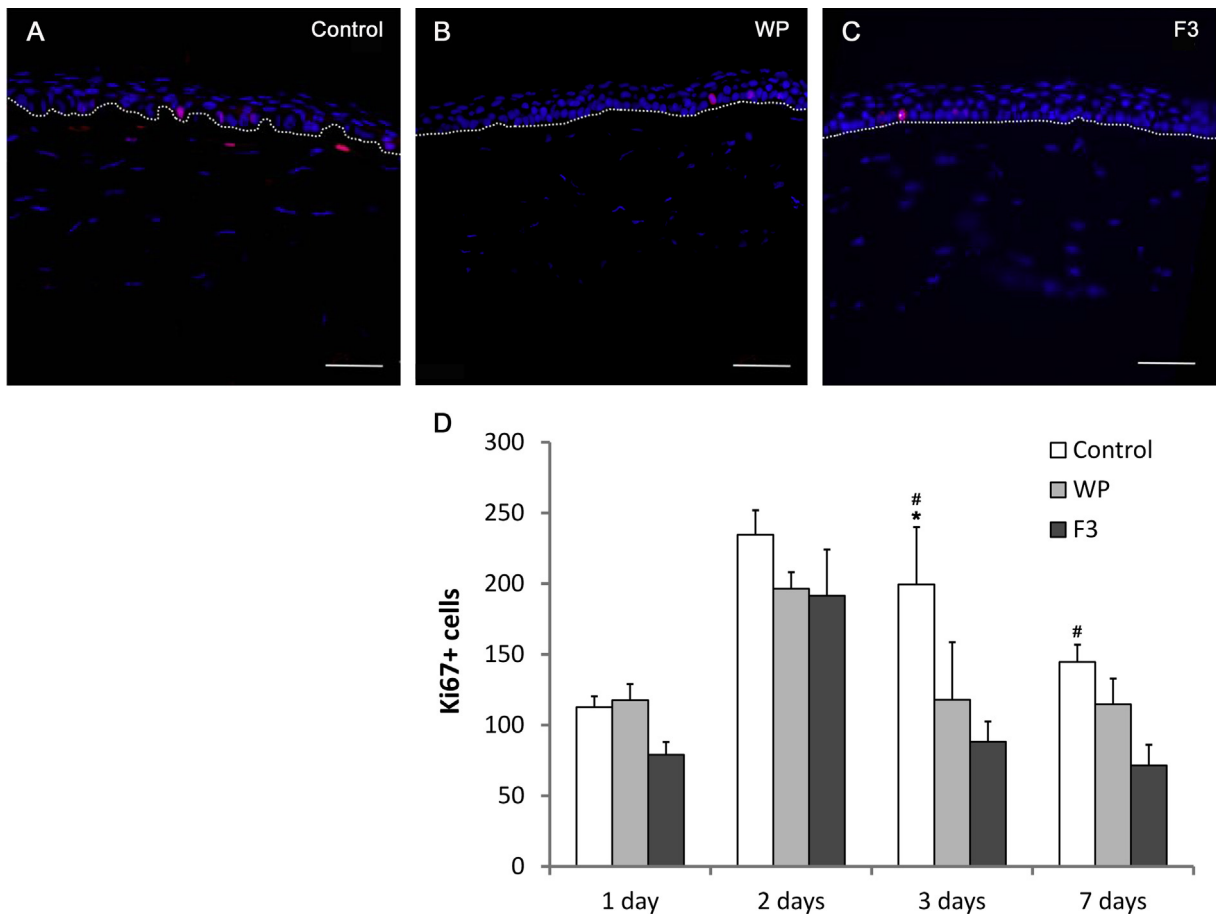 A Control
B WP
C F3
D
300
250
200
150
100
50
0
Ki67+ cells
Control
WP
F3
#
*
#
1 day 2 days 3 days 7 days